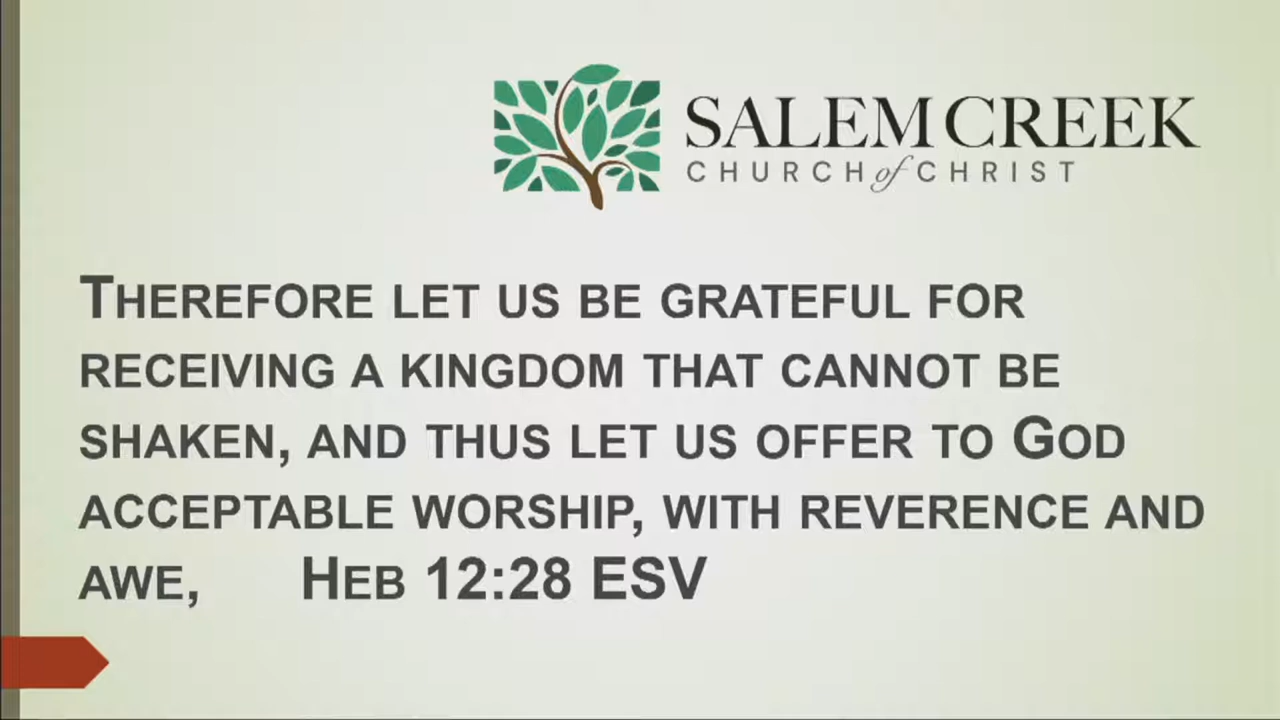 SALEM CREEK
CHURCH of CHRIST
THEREFORE LET US BE GRATEFUL FOR
RECEIVING A KINGDOM THAT CANNOT BE
SHAKEN, AND THUS LET US OFFER TO GOD
ACCEPTABLE WORSHIP, WITH REVERENCE AND
AWE, HEB 12:28 ESV